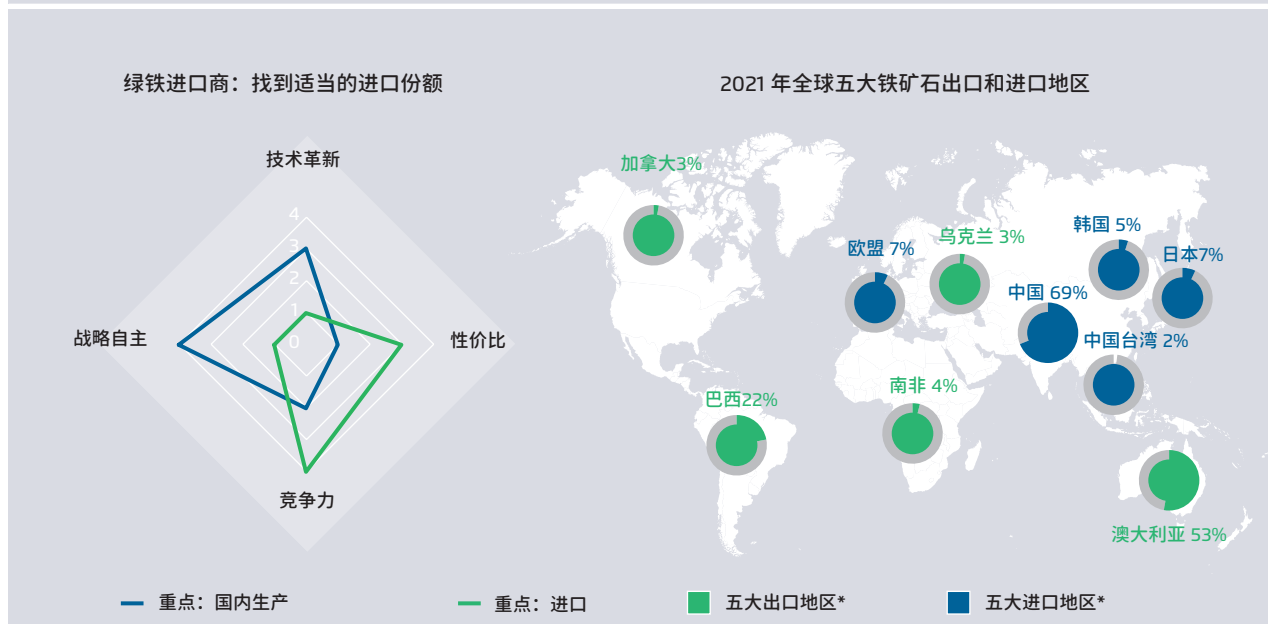 绿铁进口商：找到适当的进口份额
技术革新
4
3
2
1
0
战略自主
性价比
竞争力
重点：国内生产
重点：进口
2021 年全球五大铁矿石出口和进口地区
加拿大3%
欧盟 7%
乌克兰 3%
韩国 5%
日本7%
中国 69%
中国台湾 2%
巴西22%
南非 4%
澳大利亚 53%
五大出口地区*
五大进口地区*